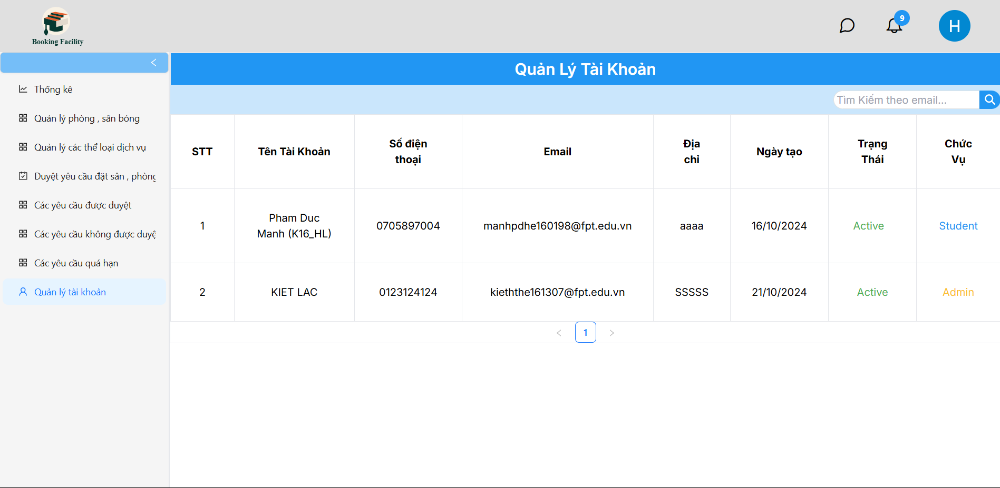 Booking Facility
9
H
Thống kê
Quản lý phòng , sân bóng
Quản lý các thể loại dịch vụ
Duyệt yêu cầu đặt sân , phòng
Các yêu cầu được duyệt
Các yêu cầu không được duyệ
Các yêu cầu quá hạn
Quản lý tài khoản
Quản Lý Tài Khoản
Tìm Kiếm theo email...
STT
Tên Tài Khoản
Số điện
thoại
Email
Địa
chỉ
Ngày tạo
Trạng
Thái
Chức
Vụ
1
Pham Duc
Manh (K16_HL)
0705897004
manhpdhe160198@fpt.edu.vn
aaaa
16/10/2024
Active
Student
2
KIET LAC
0123124124
kieththe161307@fpt.edu.vn
SSSSS
21/10/2024
Active
Admin
1